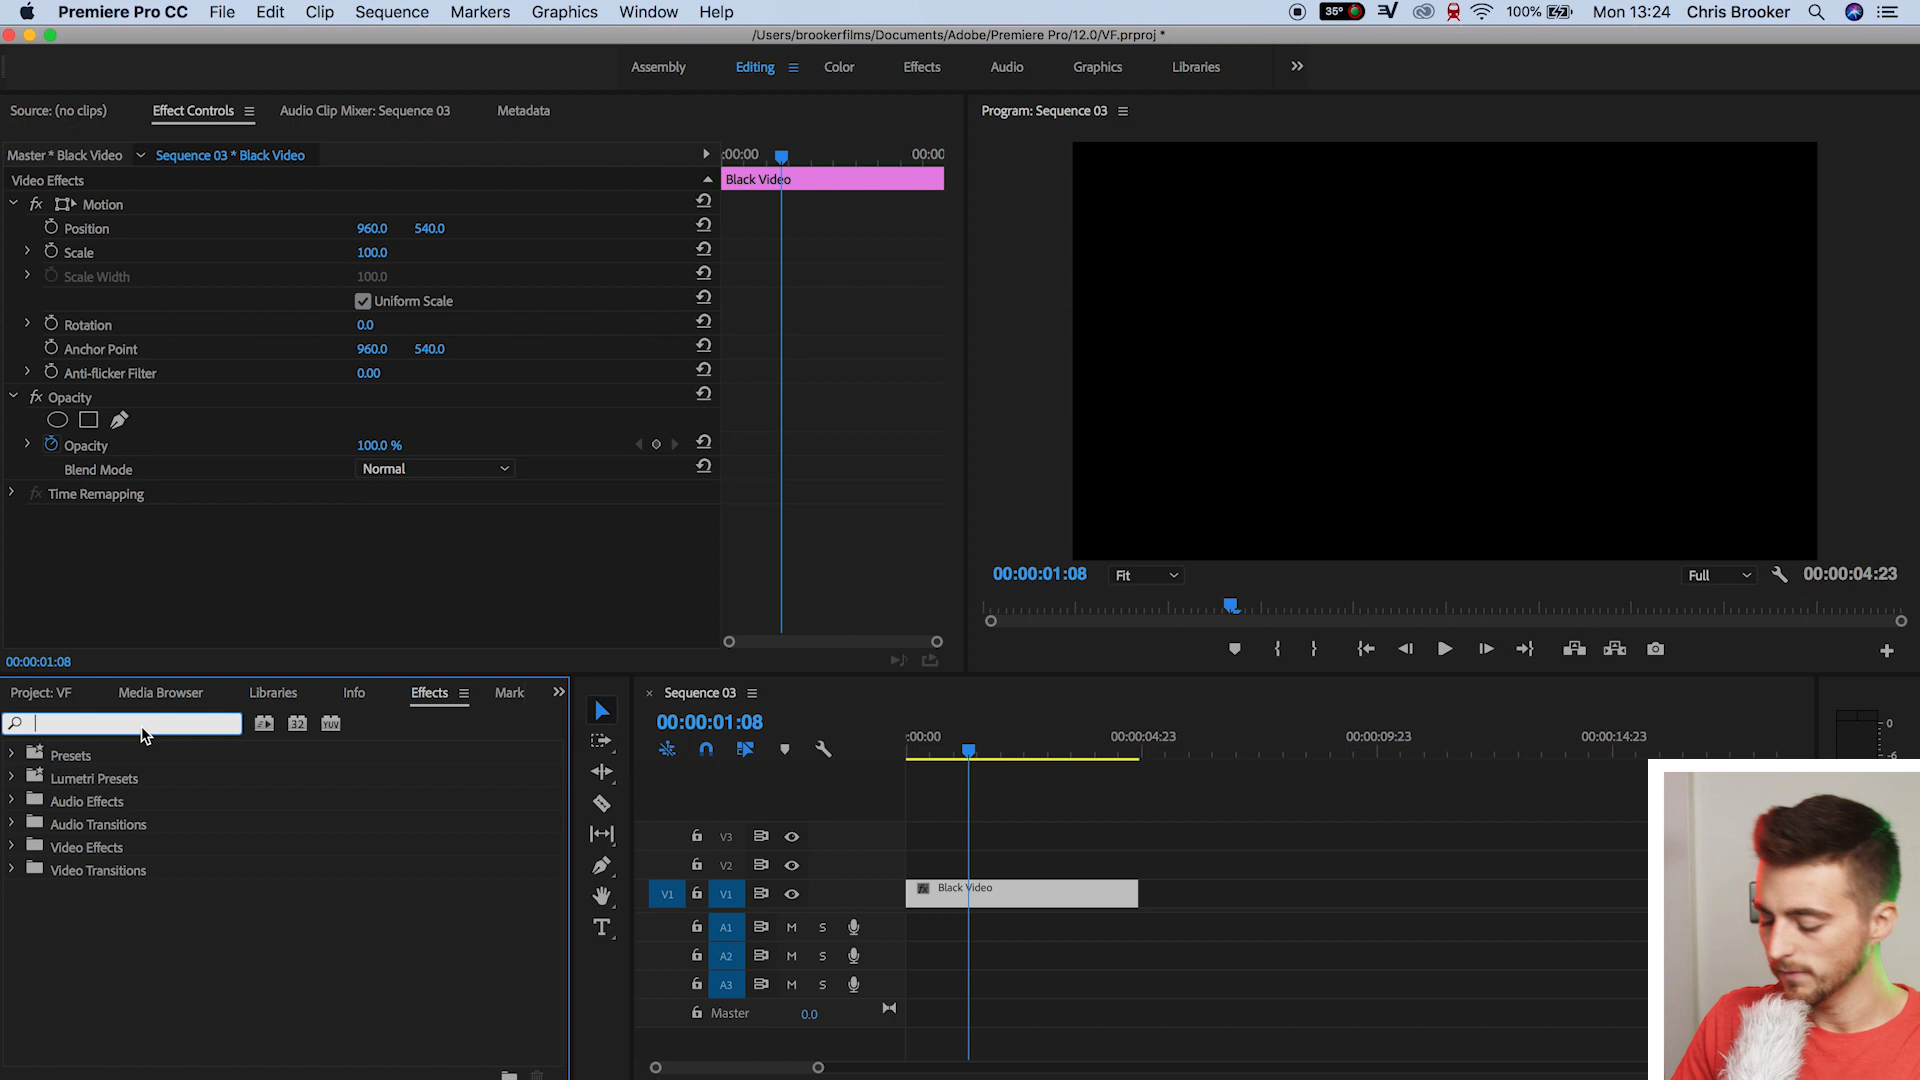 Premiere Pro CC File Edit Clip Sequence Markers Graphics Window Help 35° 100% Mon 13:24 Chris Brooker
/Users/brookerfilms/Documents/Adobe/Premiere Pro/12.0/VF.prproj *
Assembly Editing Color Effects Audio Graphics Libraries
Source: (no clips) Effect Controls Audio Clip Mixer: Sequence 03 Metadata
Program: Sequence 03
Master * Black Video Sequence 03 * Black Video
:00:00 00:00
Video Effects
Black Video
fx Motion
Position 960.0 540.0
Scale 100.0
Scale Width 100.0
Uniform Scale
Rotation 0.0
Anchor Point 960.0 540.0
Anti-flicker Filter 0.00
fx Opacity
Opacity 100.0 %
Blend Mode Normal
fx Time Remapping
00:00:01:08 Fit Full 00:00:04:23
00:00:01:08
Project: VF Media Browser Libraries Info Effects Mark
32 YUV
Presets
Lumetri Presets
Audio Effects
Audio Transitions
Video Effects
Video Transitions
Sequence 03
00:00:01:08
:00:00 00:00:04:23 00:00:09:23 00:00:14:23
V3
V2
V1 V1
fx Black Video
A1 M S
A2 M S
A3 M S
Master 0.0
0
-6
T